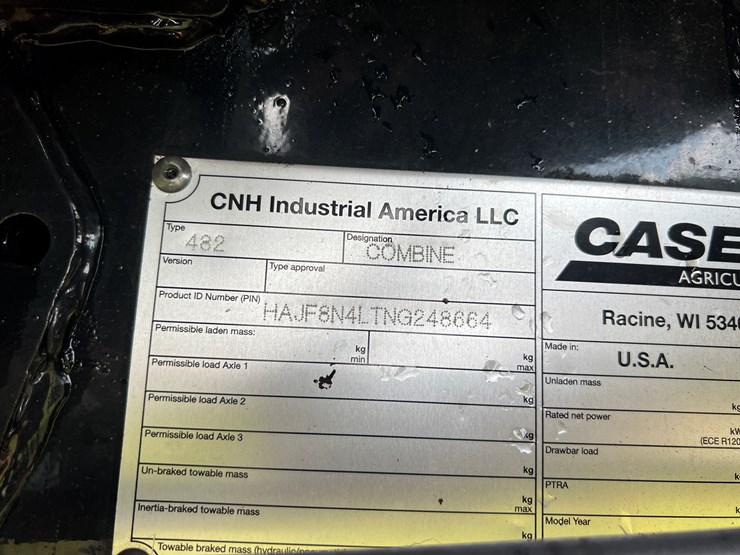 CNH Industrial America LLC
Type
482
Designation
COMBINE
Version
Type approval
Product ID Number (PIN)
HAJF8N4LTNG248664
Permissible laden mass:
kg
min
kg
max
Permissible load Axle 1
Permissible load Axle 2
kg
Permissible load Axle 3
kg
Un-braked towable mass
kg
Inertia-braked towable mass
kg
max
Towable braked mass
kg
CASE
AGRICU
Racine, WI 534
Made in:
U.S.A.
Unladen mass
kg
Rated net power
kW
(ECE R120
Drawbar load
k
PTRA
k
Model Year